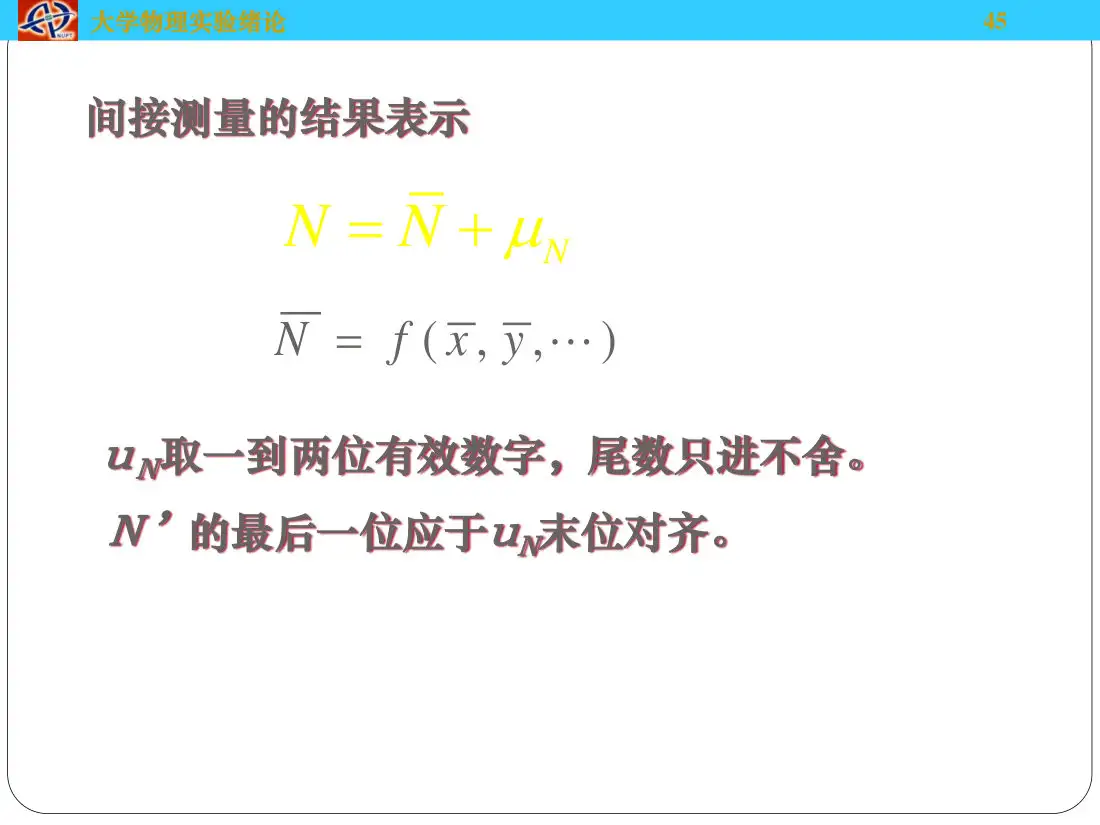 NUPT
大学物理实验绪论
45
间接测量的结果表示
N = N̅ + μ_N
N̅ = f ( x̅ , y̅ , ⋯ )
u_N取一到两位有效数字，尾数只进不舍。
N’的最后一位应于u_N末位对齐。